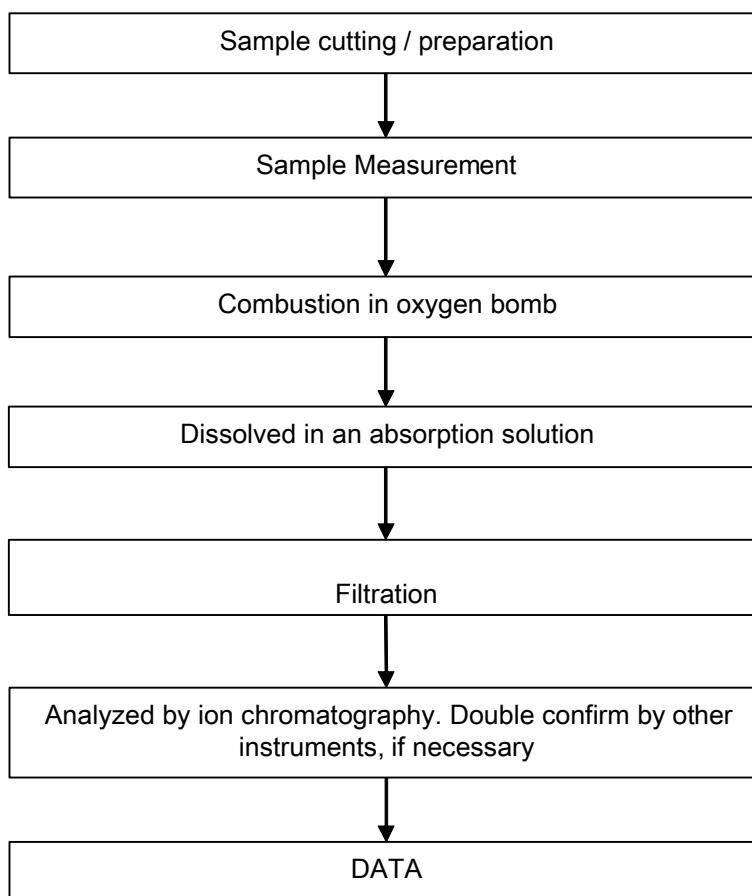 Sample cutting / preparation
Sample Measurement
Combustion in oxygen bomb
Dissolved in an absorption solution
Filtration
Analyzed by ion chromatography. Double confirm by other
instruments, if necessary
DATA